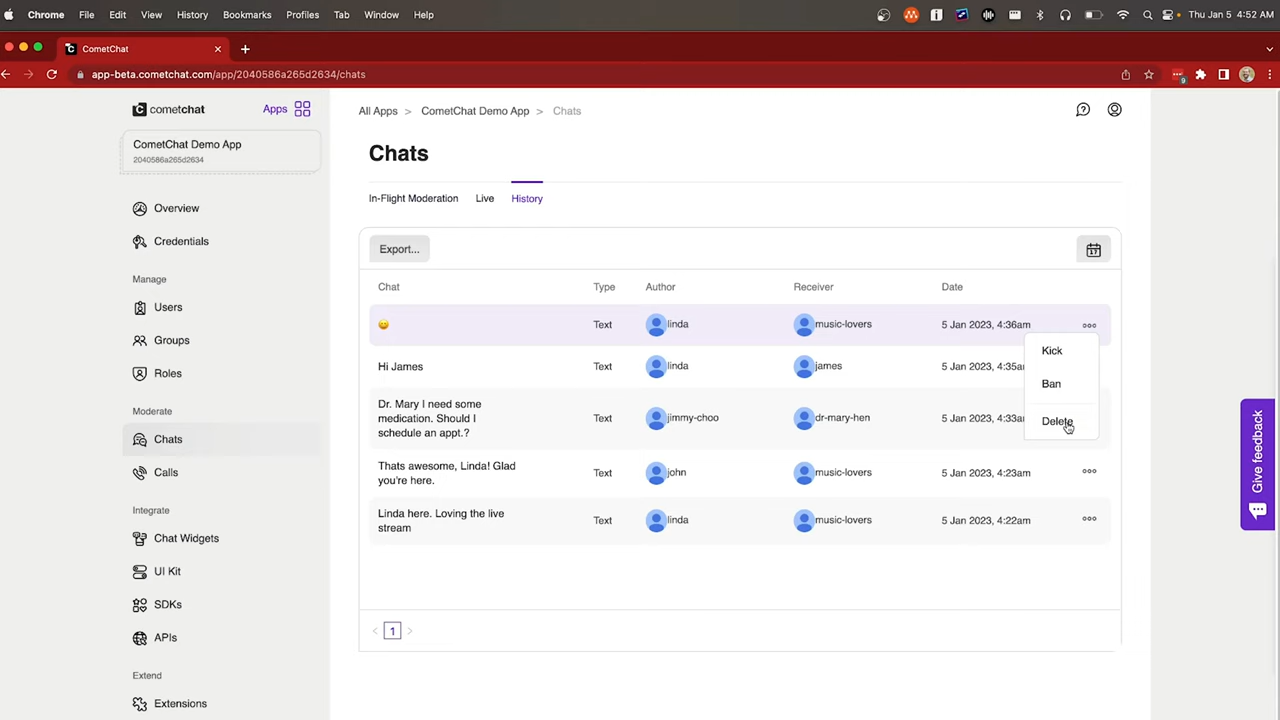 Chrome File Edit View History Bookmarks Profiles Tab Window Help Thu Jan 5 4:52 AM
CometChat
app-beta.cometchat.com/app/2040586a265d2634/chats
9
cometchat Apps
CometChat Demo App
2040586a265d2634
Overview
Credentials
Manage
Users
Groups
Roles
Moderate
Chats
Calls
Integrate
Chat Widgets
UI Kit
SDKs
APIs
Extend
Extensions
All Apps > CometChat Demo App > Chats
Chats
In-Flight Moderation Live History
Export...
17
Chat Type Author Receiver Date
😀 Text linda music-lovers 5 Jan 2023, 4:36am
Hi James Text linda james 5 Jan 2023, 4:35am
Dr. Mary I need some
medication. Should I
schedule an appt.?
Text jimmy-choo dr-mary-hen 5 Jan 2023, 4:33am
Thats awesome, Linda! Glad
you're here.
Text john music-lovers 5 Jan 2023, 4:23am
Linda here. Loving the live
stream
Text linda music-lovers 5 Jan 2023, 4:22am
Kick
Ban
Delete
< 1 >
Give feedback